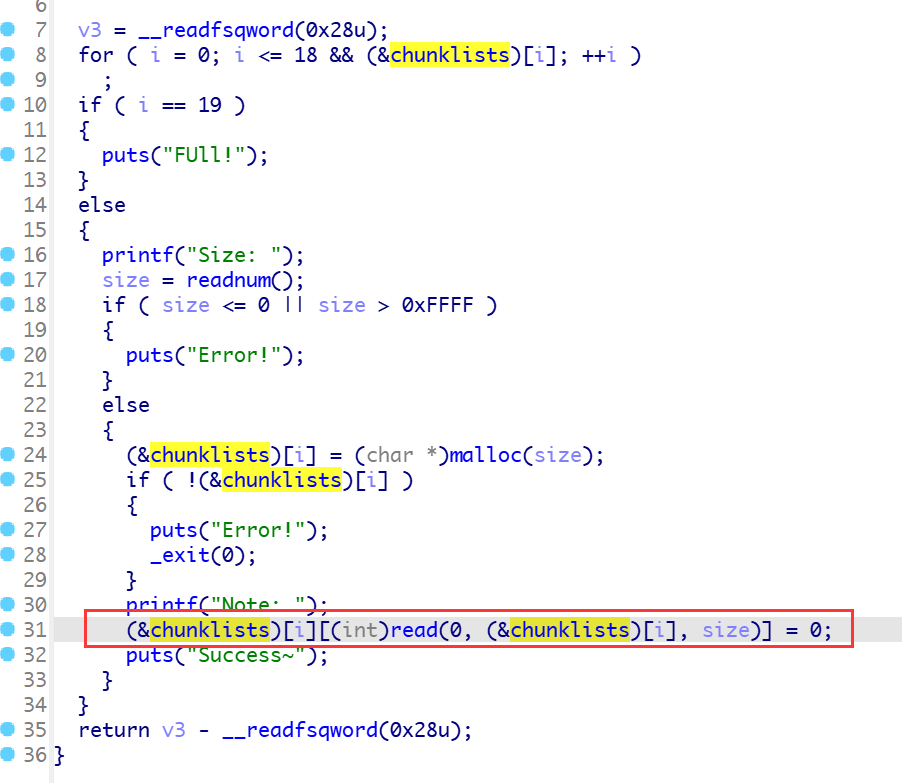 6
7 v3 = __readfsqword(0x28u);
8 for ( i = 0; i <= 18 && (&chunklists)[i]; ++i )
9 ;
10 if ( i == 19 )
11 {
12 puts("FUll!");
13 }
14 else
15 {
16 printf("Size: ");
17 size = readnum();
18 if ( size <= 0 || size > 0xFFFF )
19 {
20 puts("Error!");
21 }
22 else
23 {
24 (&chunklists)[i] = (char *)malloc(size);
25 if ( !(&chunklists)[i] )
26 {
27 puts("Error!");
28 _exit(0);
29 }
30 printf("Note: ");
31 (&chunklists)[i][(int)read(0, (&chunklists)[i], size)] = 0;
32 puts("Success~");
33 }
34 }
35 return v3 - __readfsqword(0x28u);
36 }